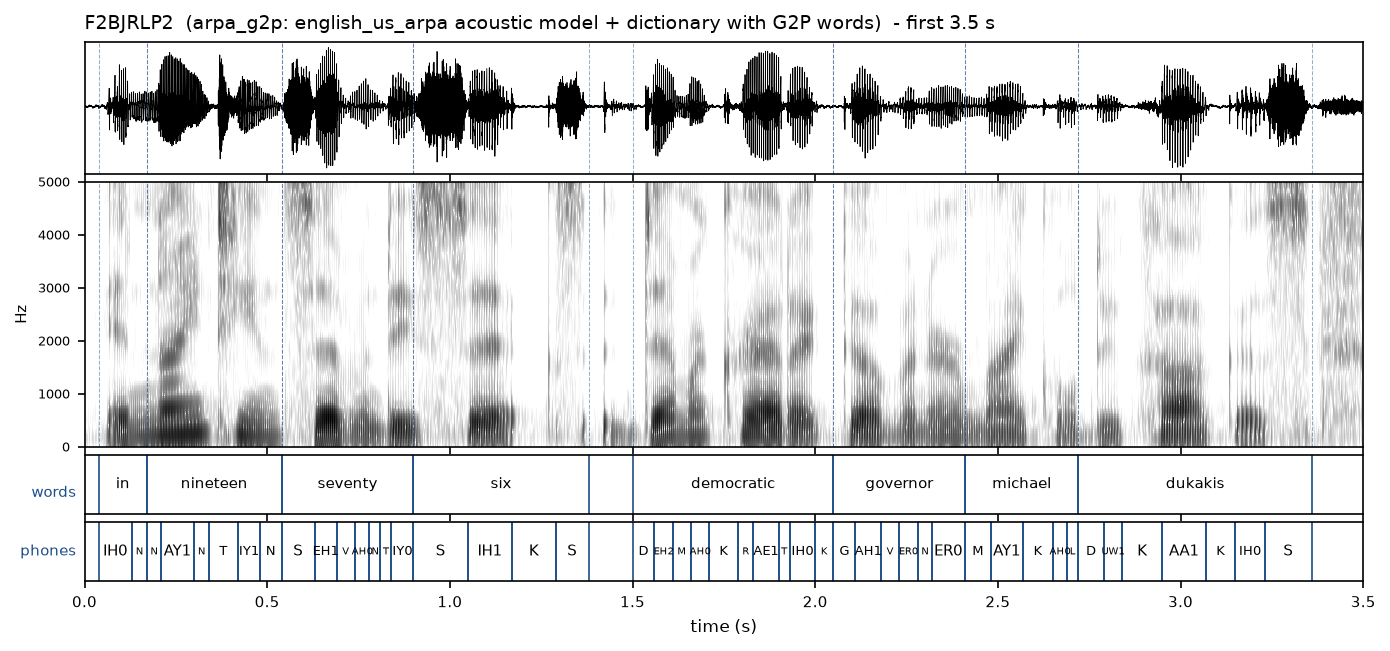 F2BJRLP2 (arpa_g2p: english_us_arpa acoustic model + dictionary with G2P words) - first 3.5 s
5000
4000
3000
2000
1000
0
Hz
words in nineteen seventy six democratic governor michael dukakis
phones IH0 N N AY1 N T IY1 N S EH1 V AH0 N T IY0 S IH1 K S D EH2 M AH0 K R AE1 T IH0 K G AH1 V ER0 N ER0 M AY1 K AH0 L D UW1 K AA1 K IH0 S
0.0 0.5 1.0 1.5 2.0 2.5 3.0 3.5
time (s)